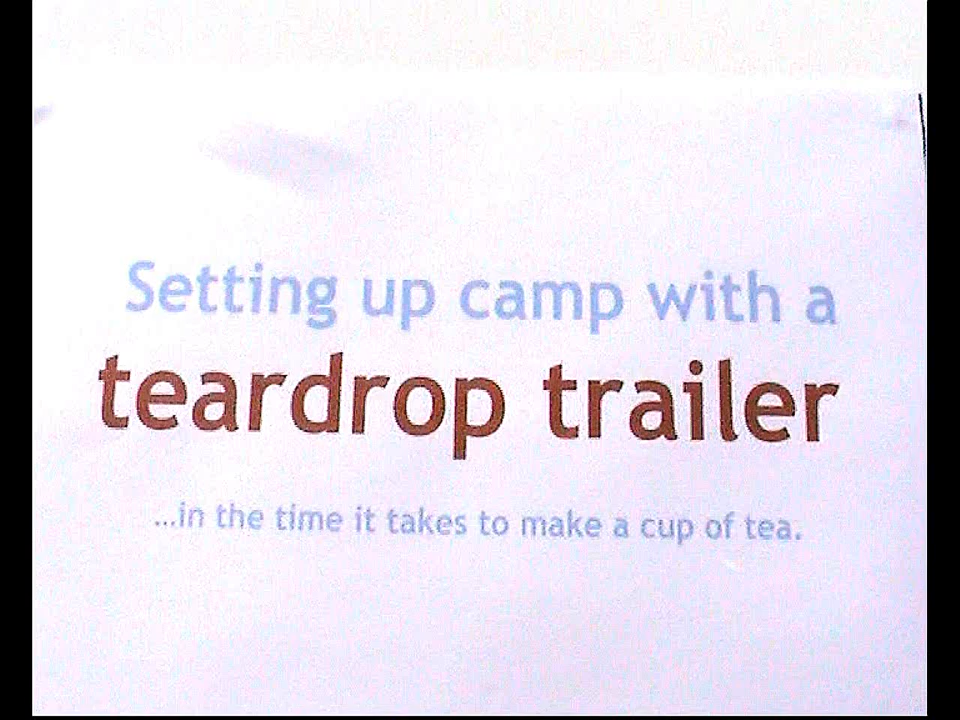 Setting up camp with a
teardrop trailer
...in the time it takes to make a cup of tea.